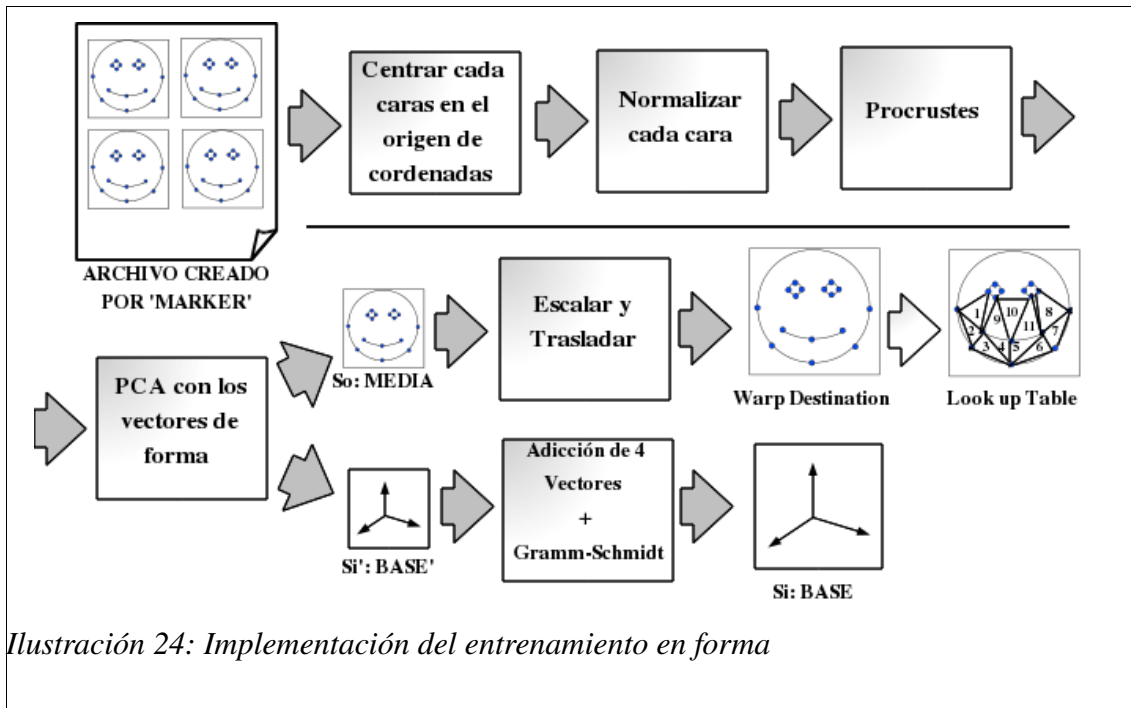 Centrar cada
caras en el
origen de
cordenadas
Normalizar
cada cara
Procrustes
ARCHIVO CREADO
POR 'MARKER'
PCA con los
vectores de
forma
So: MEDIA
Escalar y
Trasladar
Warp Destination
1
2
3
4
5
6
7
8
9
10
11
Look up Table
Si': BASE'
Adicción de 4
Vectores
+
Gramm-Schmidt
Si: BASE
Ilustración 24: Implementación del entrenamiento en forma